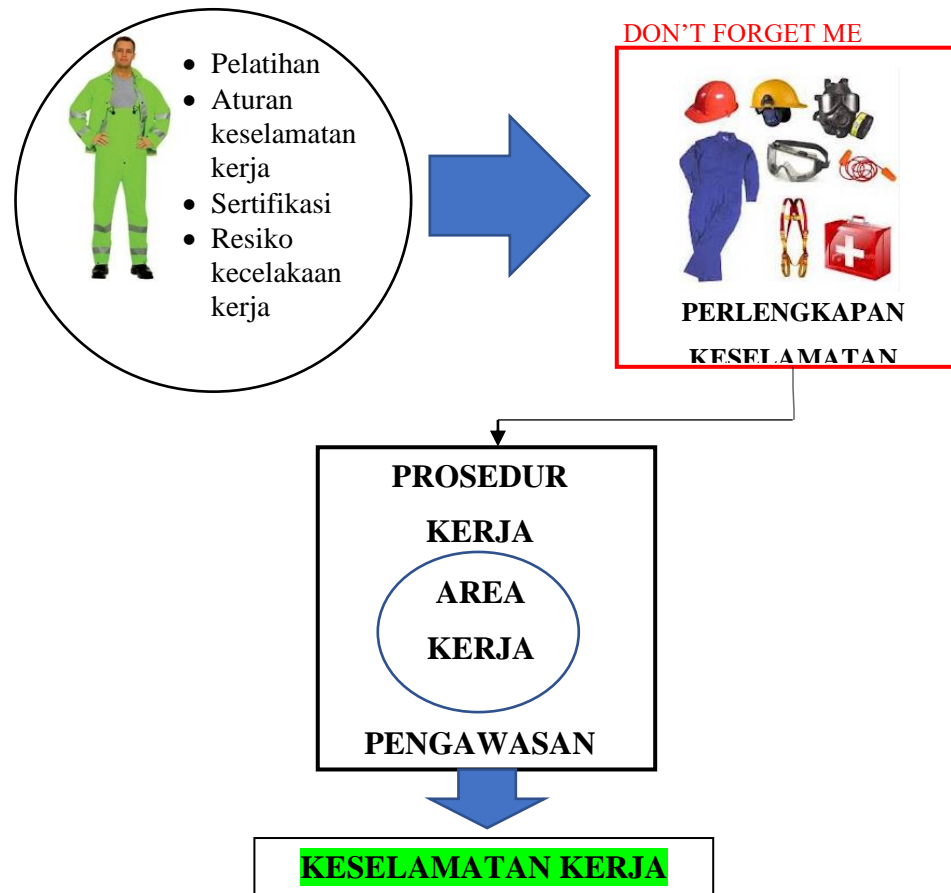 • Pelatihan
• Aturan
keselamatan
kerja
• Sertifikasi
• Resiko
kecelakaan
kerja
DON'T FORGET ME
PERLENGKAPAN
KESELAMATAN
PROSEDUR
KERJA
AREA
KERJA
PENGAWASAN
KESELAMATAN KERJA